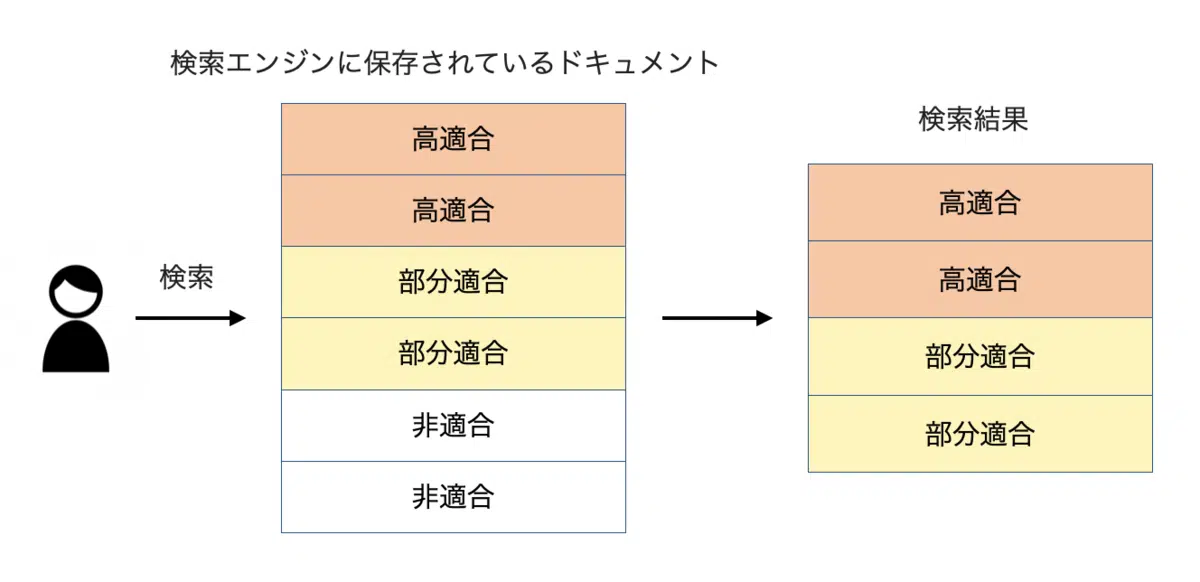 検索エンジンに保存されているドキュメント
検索
高適合
高適合
部分適合
部分適合
非適合
非適合
検索結果
高適合
高適合
部分適合
部分適合